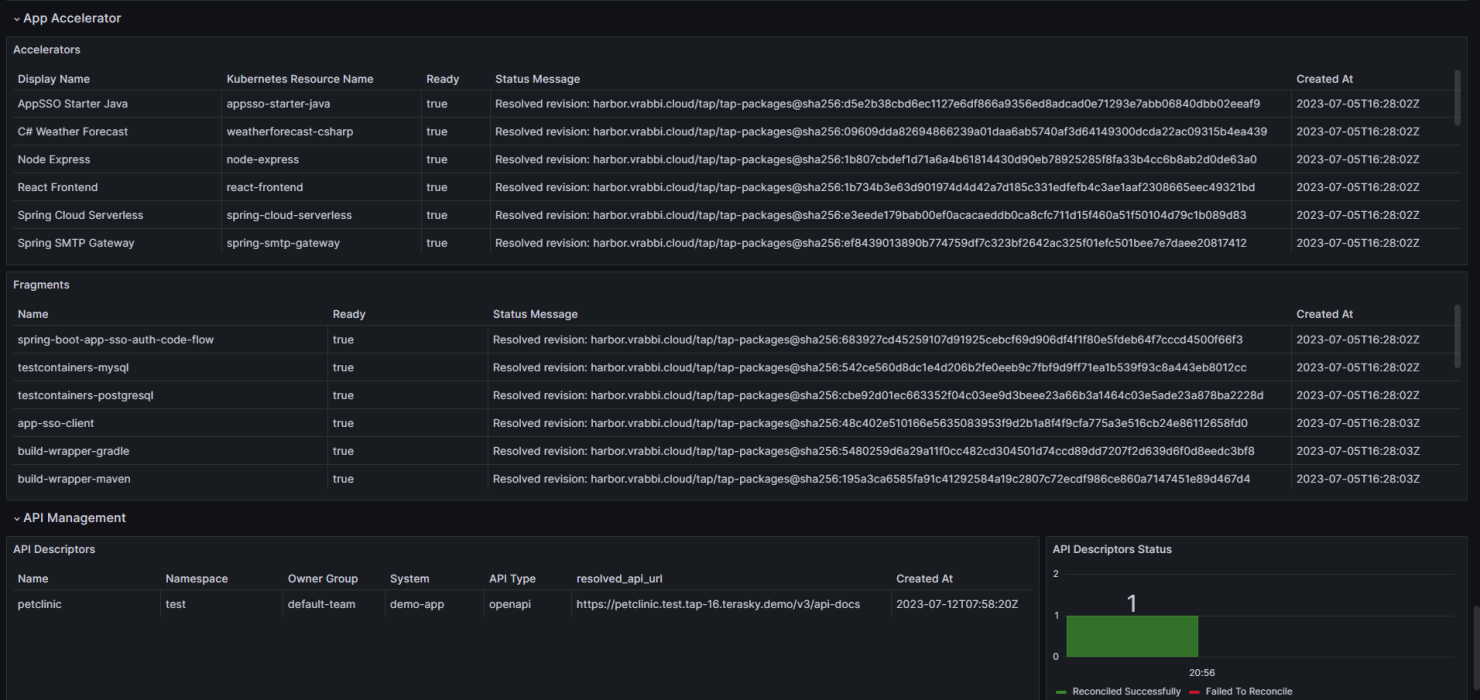 App Accelerator
Accelerators
Display Name Kubernetes Resource Name Ready Status Message Created At
AppSSO Starter Java appsso-starter-java true Resolved revision: harbor.vrabbi.cloud/tap/tap-packages@sha256:d5e2b38cbd6ec1127e6df866a9356ed8adcad0e71293e7abb06840dbb02eeaf9 2023-07-05T16:28:02Z
C# Weather Forecast weatherforecast-csharp true Resolved revision: harbor.vrabbi.cloud/tap/tap-packages@sha256:09609dda82694866239a01daa6ab5740af3d64149300dcda22ac09315b4ea439 2023-07-05T16:28:02Z
Node Express node-express true Resolved revision: harbor.vrabbi.cloud/tap/tap-packages@sha256:1b807cbdef1d71a6a4b61814430d90eb78925285f8fa33b4cc6b8ab2d0de63a0 2023-07-05T16:28:02Z
React Frontend react-frontend true Resolved revision: harbor.vrabbi.cloud/tap/tap-packages@sha256:1b734b3e63d901974d4d42a7d185c331edfefb4c3ae1aaf2308665eec49321bd 2023-07-05T16:28:02Z
Spring Cloud Serverless spring-cloud-serverless true Resolved revision: harbor.vrabbi.cloud/tap/tap-packages@sha256:e3eede179bab00ef0acacaeddb0ca8cfc711d15f460a51f50104d79c1b089d83 2023-07-05T16:28:02Z
Spring SMTP Gateway spring-smtp-gateway true Resolved revision: harbor.vrabbi.cloud/tap/tap-packages@sha256:ef8439013890b774759df7c323bf2642ac325f01efc501bee7e7daee20817412 2023-07-05T16:28:02Z
Fragments
Name Ready Status Message Created At
spring-boot-app-sso-auth-code-flow true Resolved revision: harbor.vrabbi.cloud/tap/tap-packages@sha256:683927cd45259107d91925cebcf69d906df4f1f80e5fdeb64f7cccd4500f66f3 2023-07-05T16:28:02Z
testcontainers-mysql true Resolved revision: harbor.vrabbi.cloud/tap/tap-packages@sha256:542ce560d8dc1e4d206b2fe0eeb9c7fbf9d9ff71ea1b539f93c8a443eb8012cc 2023-07-05T16:28:02Z
testcontainers-postgresql true Resolved revision: harbor.vrabbi.cloud/tap/tap-packages@sha256:cbe92d01ec663352f04c03ee9d3beee23a66b3a1464c03e5ade23a878ba2228d 2023-07-05T16:28:02Z
app-sso-client true Resolved revision: harbor.vrabbi.cloud/tap/tap-packages@sha256:48c402e510166e5635083953f9d2b1a8f4f9cfa775a3e516cb24e86112658fd0 2023-07-05T16:28:03Z
build-wrapper-gradle true Resolved revision: harbor.vrabbi.cloud/tap/tap-packages@sha256:5480259d6a29a11f0cc482cd304501d74ccd89dd7207f2d639d6f0d8eedc3bf8 2023-07-05T16:28:03Z
build-wrapper-maven true Resolved revision: harbor.vrabbi.cloud/tap/tap-packages@sha256:195a3ca6585fa91c41292584a19c2807c72ecdf986ce860a7147451e89d467d4 2023-07-05T16:28:03Z
API Management
API Descriptors
Name Namespace Owner Group System API Type resolved_api_url Created At
petclinic test default-team demo-app openapi https://petclinic.test.tap-16.terasky.demo/v3/api-docs 2023-07-12T07:58:20Z
API Descriptors Status
2
1
1
0
20:56
Reconciled Successfully Failed To Reconcile